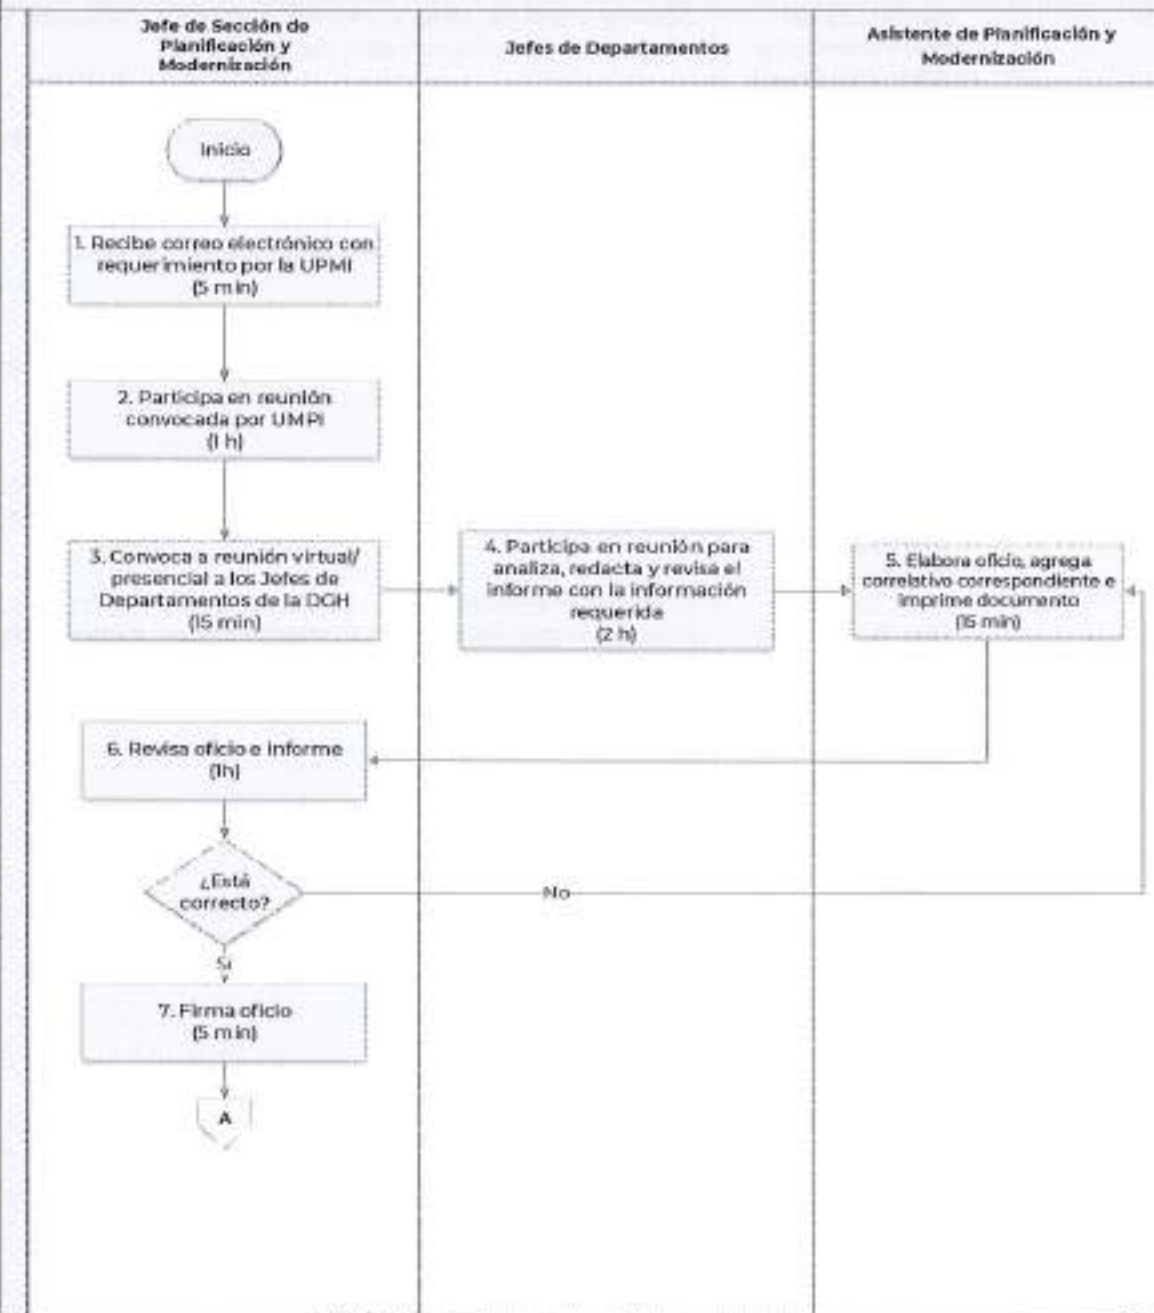 Jefe de Sección de
Planificación y
Modernización
Jefes de Departamentos
Asistente de Planificación y
Modernización
Inicio
1. Recibe correo electrónico con
requerimiento por la UPMI
(5 min)
2. Participa en reunión
convocada por UMPI
(1 h)
3. Convoca a reunión virtual/
presencial a los Jefes de
Departamentos de la DGH
(15 min)
4. Participa en reunión para
analiza, redacta y revisa el
informe con la información
requerida
(2 h)
5. Elabora oficio, agrega
correlativo correspondiente e
imprime documento
(15 min)
6. Revisa oficio e informe
(1h)
¿Está
correcto?
No
Si
7. Firma oficio
(5 min)
A